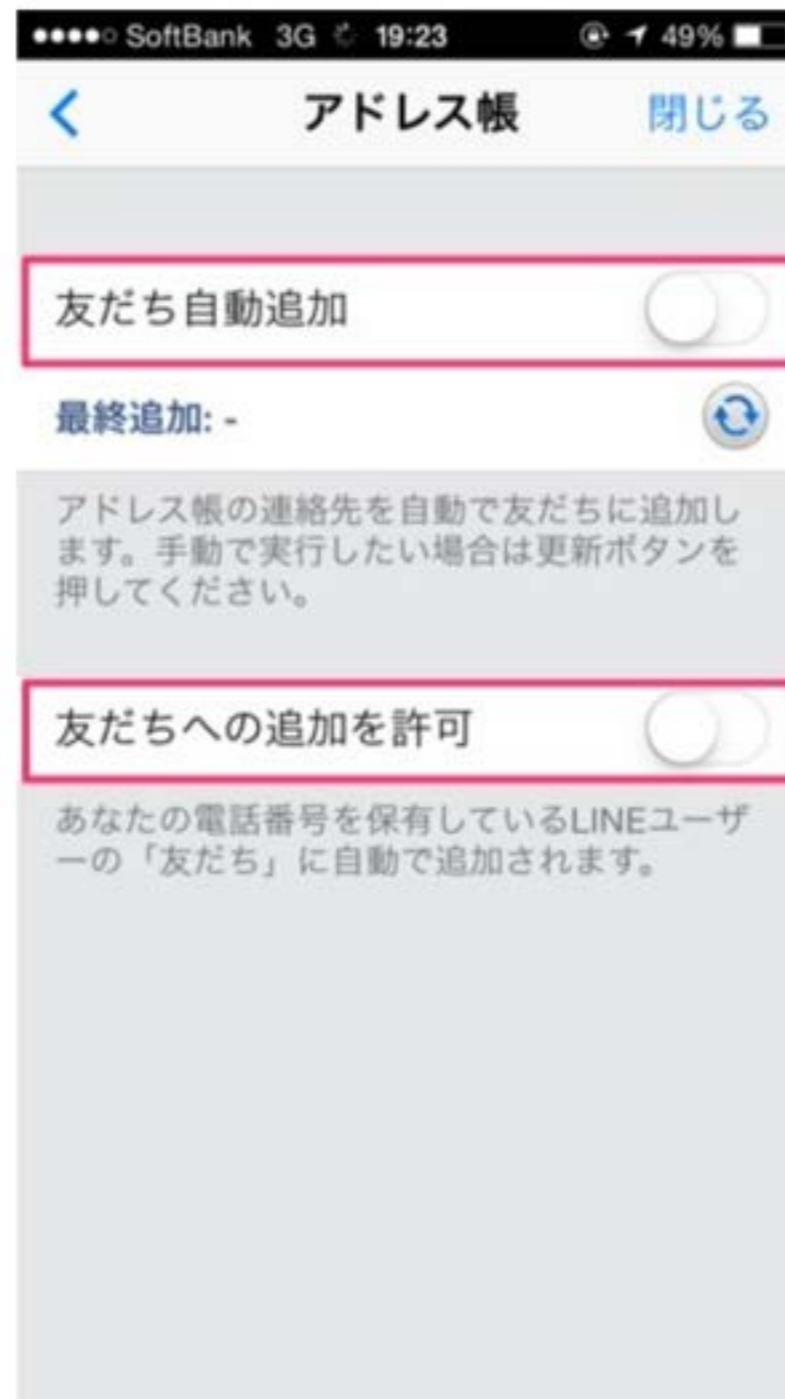 SoftBank 3G 19:23 49%
アドレス帳 閉じる
友だち自動追加
最終追加: -
アドレス帳の連絡先を自動で友だちに追加し
ます。手動で実行したい場合は更新ボタンを
押してください。
友だちへの追加を許可
あなたの電話番号を保有しているLINEユーザ
ーの「友だち」に自動で追加されます。